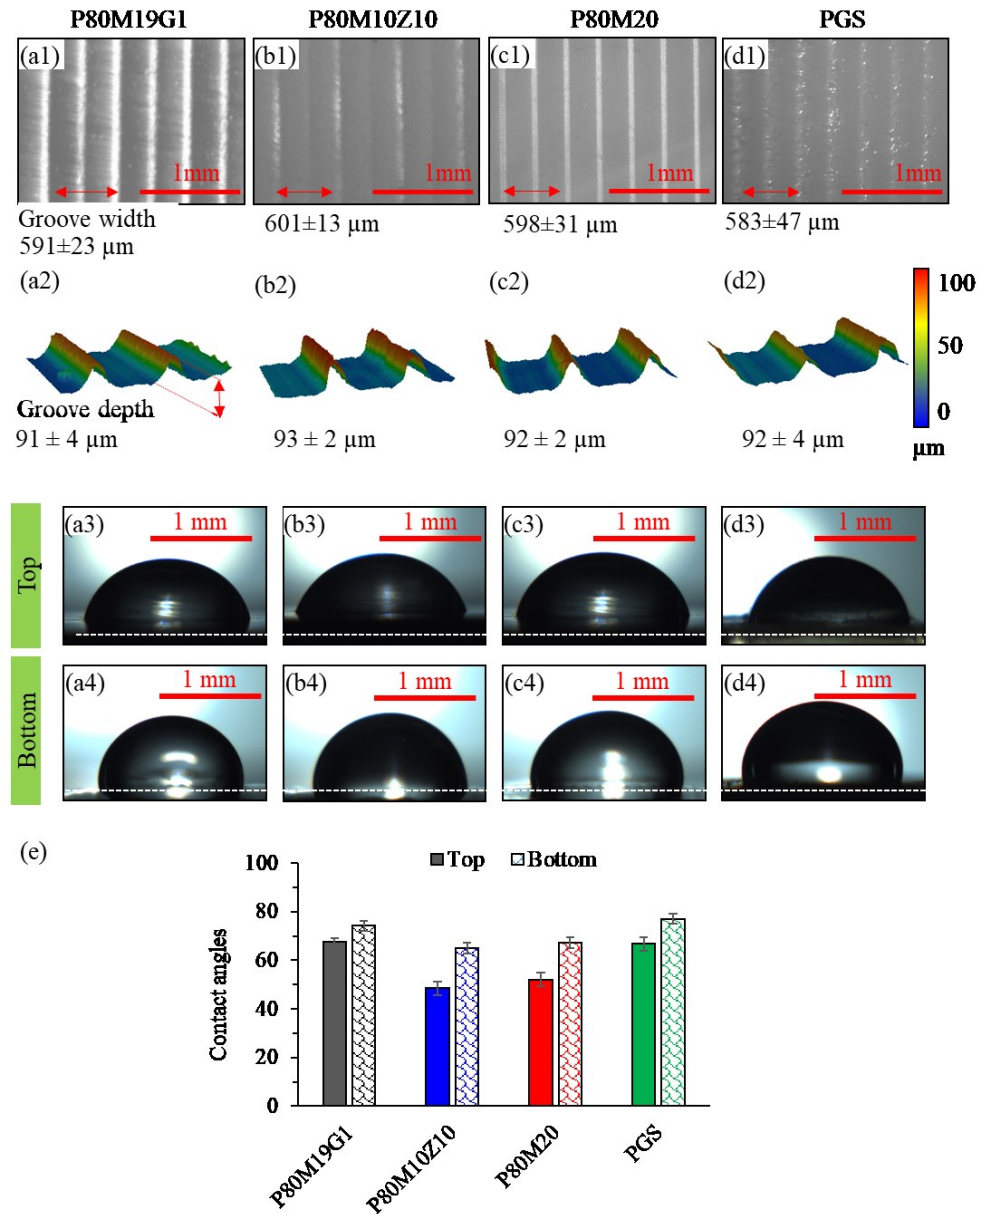 P80M19G1 P80M10Z10 P80M20 PGS
(a1) (b1) (c1) (d1)
1mm 1mm 1mm 1mm
Groove width
591±23 µm 601±13 µm 598±31 µm 583±47 µm
(a2) (b2) (c2) (d2)
100
50
0
µm
Groove depth
91 ± 4 µm 93 ± 2 µm 92 ± 2 µm 92 ± 4 µm
Top
(a3) 1 mm (b3) 1 mm (c3) 1 mm (d3) 1 mm
Bottom
(a4) 1 mm (b4) 1 mm (c4) 1 mm (d4) 1 mm
(e)
Top Bottom
Contact angles
100
80
60
40
20
0
P80M19G1 P80M10Z10 P80M20 PGS